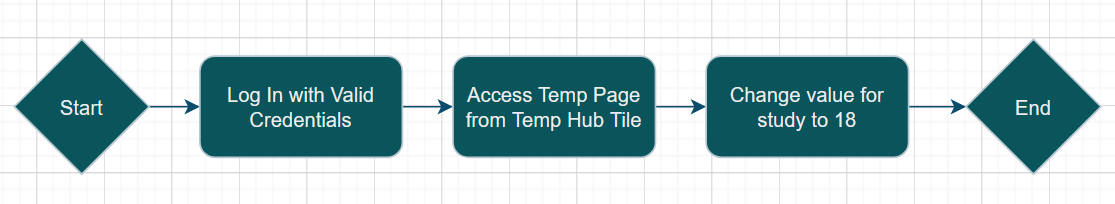 Start
Log In with Valid
Credentials
Access Temp Page
from Temp Hub Tile
Change value for
study to 18
End